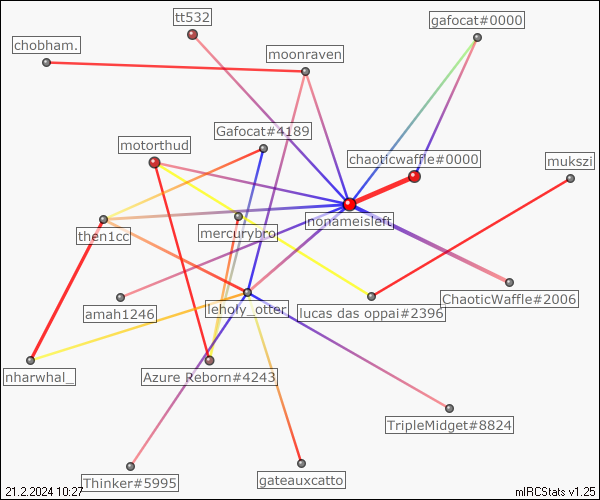 tt532
gafocat#0000
chobham.
moonraven
Gafocat#4189
motorthud
chaoticwaffle#0000
mukszi
nonameisleft
then1cc
mercurybro
amah1246
leholy_otter
lucas das oppai#2396
ChaoticWaffle#2006
nharwhal_
Azure Reborn#4243
TripleMidget#8824
Thinker#5995
gateauxcatto
21.2.2024 10:27
mIRCStats v1.25